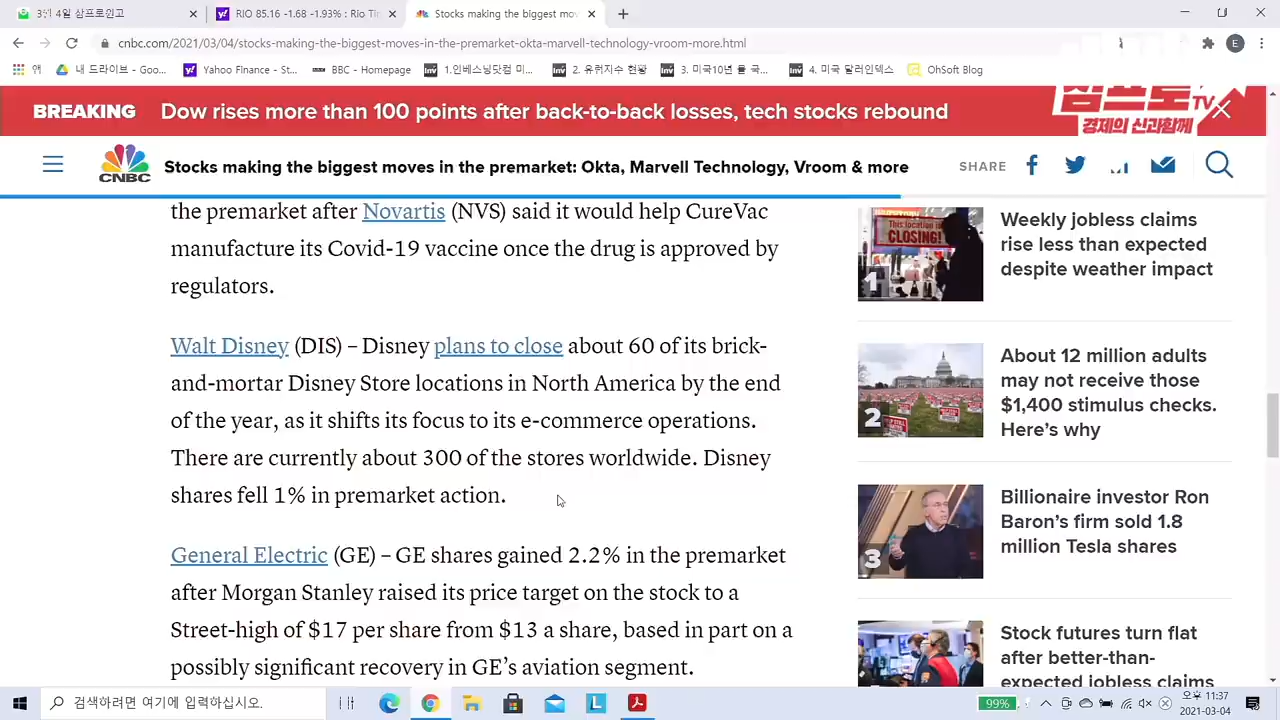 3월 4일 삼프로원고
RIO 85.16 -1.68 -1.93% : Rio Tin
Stocks making the biggest mov
cnbc.com/2021/03/04/stocks-making-the-biggest-moves-in-the-premarket-okta-marvell-technology-vroom-more.html
E
앱
내 드라이브 - Goo...
Yahoo Finance - St...
BBC - Homepage
1.인베스닝닷컴 미...
2. 유퀴지수 현황
3. 미국10년 률 국...
4. 미국 달러인덱스
OhSoft Blog
BREAKING
Dow rises more than 100 points after back-to-back losses, tech stocks rebound
삼프로TV
경제의 신과함께
CNBC
Stocks making the biggest moves in the premarket: Okta, Marvell Technology, Vroom & more
SHARE
the premarket after Novartis (NVS) said it would help CureVac
manufacture its Covid-19 vaccine once the drug is approved by
regulators.
Walt Disney (DIS) – Disney plans to close about 60 of its brick-
and-mortar Disney Store locations in North America by the end
of the year, as it shifts its focus to its e-commerce operations.
There are currently about 300 of the stores worldwide. Disney
shares fell 1% in premarket action.
General Electric (GE) – GE shares gained 2.2% in the premarket
after Morgan Stanley raised its price target on the stock to a
Street-high of $17 per share from $13 a share, based in part on a
possibly significant recovery in GE's aviation segment.
This location is
CLOSING!
1
Weekly jobless claims
rise less than expected
despite weather impact
2
About 12 million adults
may not receive those
$1,400 stimulus checks.
Here's why
3
Billionaire investor Ron
Baron's firm sold 1.8
million Tesla shares
Stock futures turn flat
after better-than-
expected jobless claims
검색하려면 여기에 입력하십시오.
99%
오후 11:37
2021-03-04